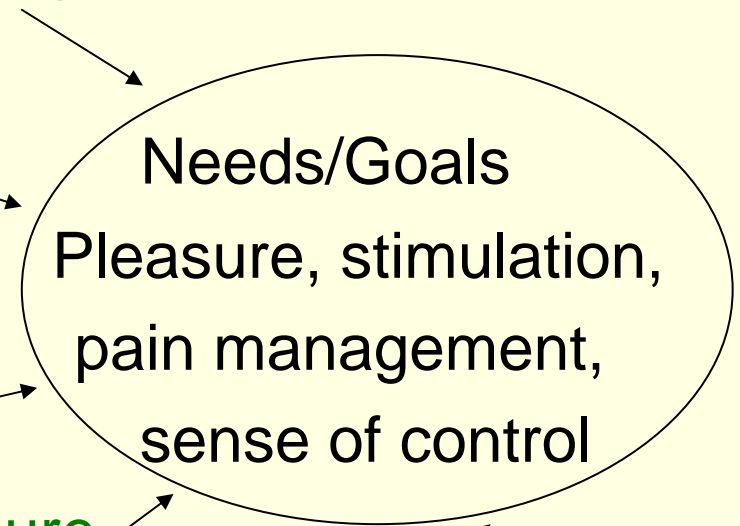 Needs/Goals
Pleasure, stimulation,
pain management,
sense of control